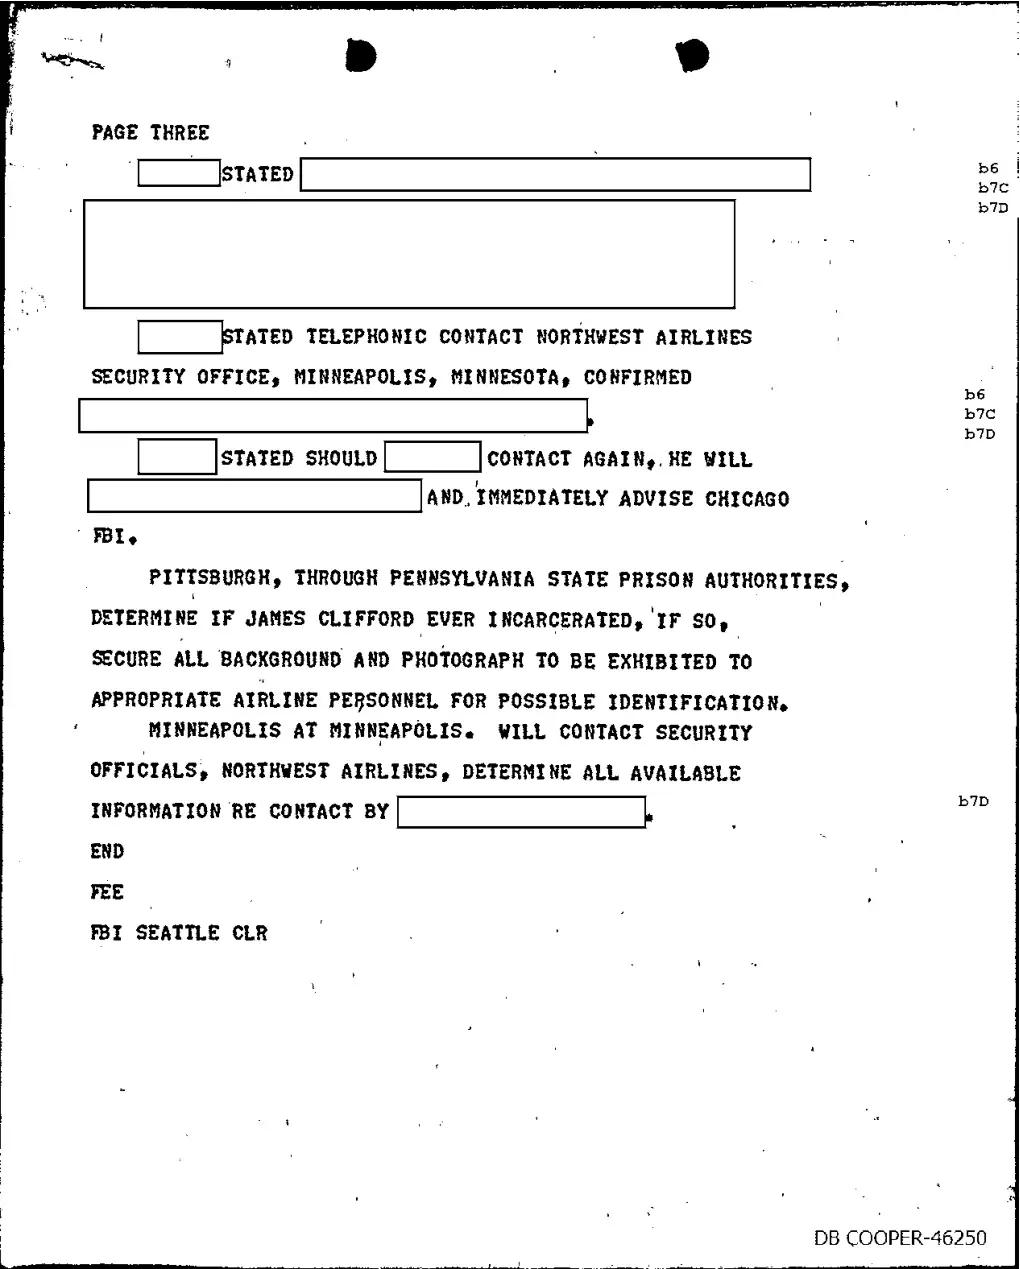 PAGE THREE
STATED
b6
b7C
b7D
STATED TELEPHONIC CONTACT NORTHWEST AIRLINES
SECURITY OFFICE, MINNEAPOLIS, MINNESOTA, CONFIRMED
.
b6
b7C
b7D
STATED SHOULD CONTACT AGAIN, HE WILL
AND IMMEDIATELY ADVISE CHICAGO
FBI.
PITTSBURGH, THROUGH PENNSYLVANIA STATE PRISON AUTHORITIES,
DETERMINE IF JAMES CLIFFORD EVER INCARCERATED, IF SO,
SECURE ALL BACKGROUND AND PHOTOGRAPH TO BE EXHIBITED TO
APPROPRIATE AIRLINE PERSONNEL FOR POSSIBLE IDENTIFICATION.
MINNEAPOLIS AT MINNEAPOLIS. WILL CONTACT SECURITY
OFFICIALS, NORTHWEST AIRLINES, DETERMINE ALL AVAILABLE
INFORMATION RE CONTACT BY .
b7D
END
FEE
FBI SEATTLE CLR
DB COOPER-46250